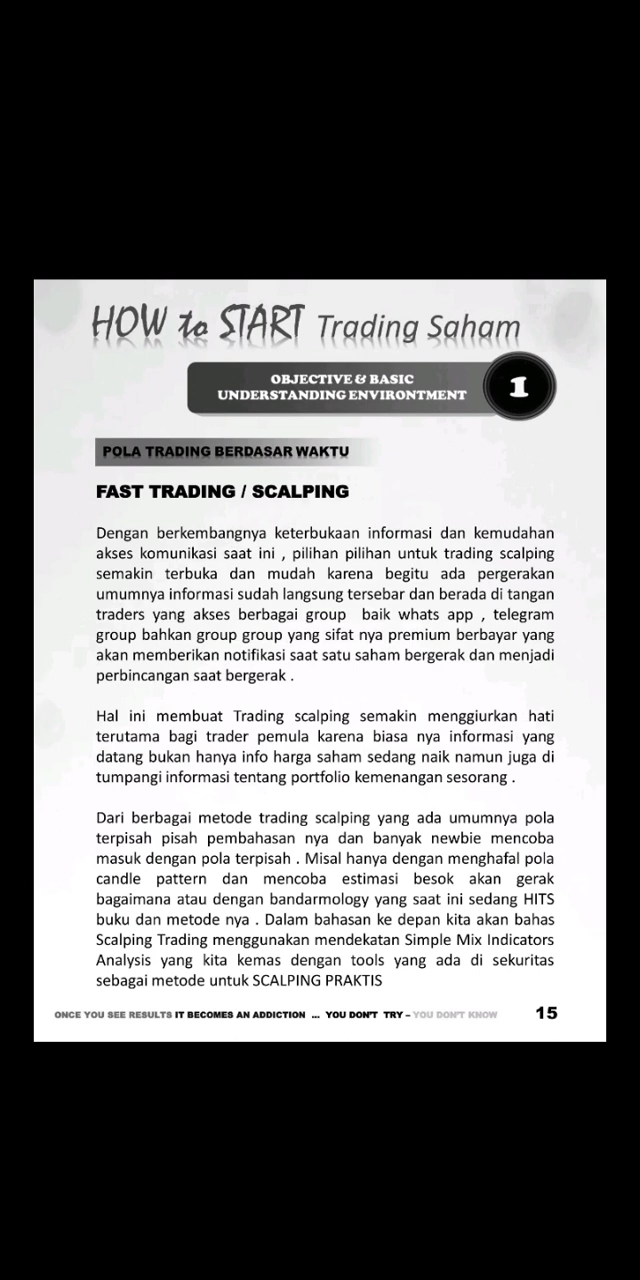 HOW to START Trading Saham
OBJECTIVE & BASIC
UNDERSTANDING ENVIRONTMENT
1
POLA TRADING BERDASAR WAKTU
FAST TRADING / SCALPING
Dengan berkembangnya keterbukaan informasi dan kemudahan
akses komunikasi saat ini , pilihan pilihan untuk trading scalping
semakin terbuka dan mudah karena begitu ada pergerakan
umumnya informasi sudah langsung tersebar dan berada di tangan
traders yang akses berbagai group baik whats app , telegram
group bahkan group group yang sifat nya premium berbayar yang
akan memberikan notifikasi saat satu saham bergerak dan menjadi
perbincangan saat bergerak .
Hal ini membuat Trading scalping semakin menggiurkan hati
terutama bagi trader pemula karena biasa nya informasi yang
datang bukan hanya info harga saham sedang naik namun juga di
tumpangi informasi tentang portfolio kemenangan sesorang .
Dari berbagai metode trading scalping yang ada umumnya pola
terpisah pisah pembahasan nya dan banyak newbie mencoba
masuk dengan pola terpisah . Misal hanya dengan menghafal pola
candle pattern dan mencoba estimasi besok akan gerak
bagaimana atau dengan bandarmology yang saat ini sedang HITS
buku dan metode nya . Dalam bahasan ke depan kita akan bahas
Scalping Trading menggunakan mendekatan Simple Mix Indicators
Analysis yang kita kemas dengan tools yang ada di sekuritas
sebagai metode untuk SCALPING PRAKTIS
ONCE YOU SEE RESULTS IT BECOMES AN ADDICTION ... YOU DON'T TRY – YOU DON'T KNOW 15